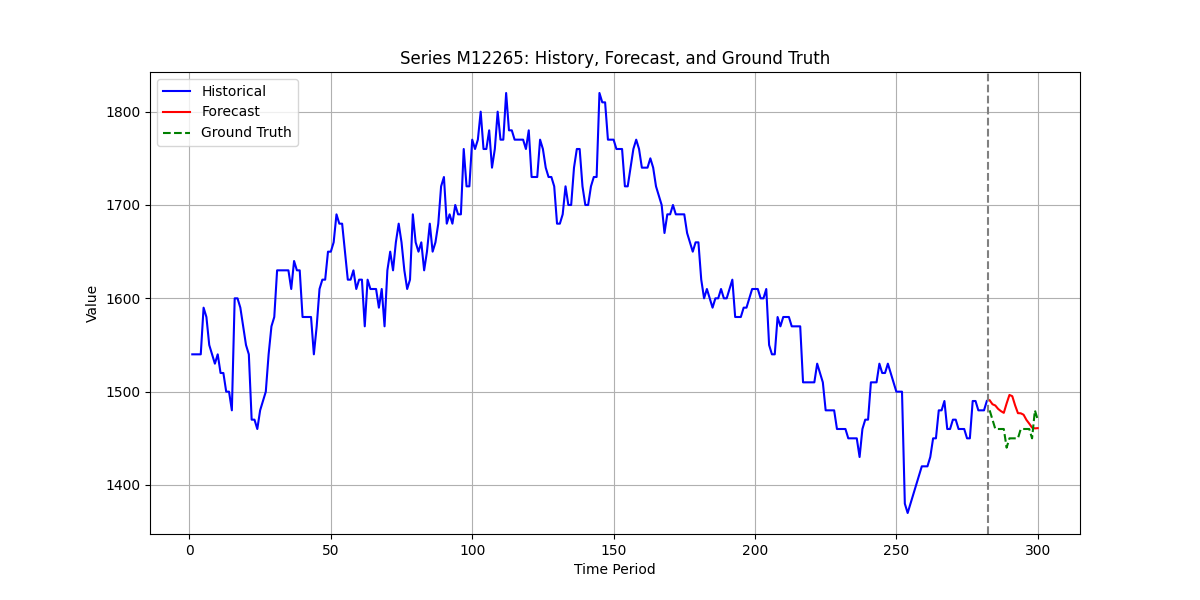 Series M12265: History, Forecast, and Ground Truth
Historical
Forecast
Ground Truth
1800
1700
1600
1500
1400
Value
0 50 100 150 200 250 300
Time Period